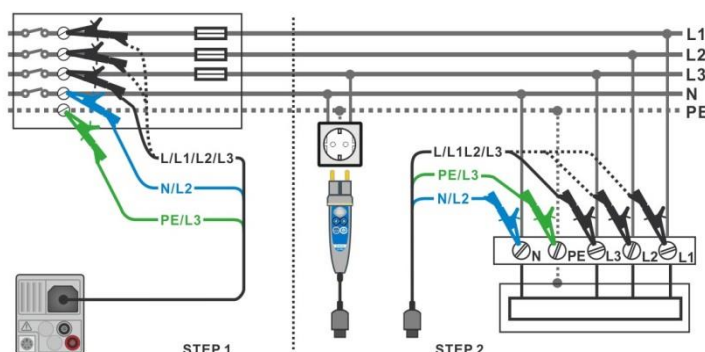 L1
L2
L3
N
PE
L/L1/L2/L3
N/L2
PE/L3
L/L1L2/L3
PE/L3
N/L2
N
PE
L3
L2
L1
STEP 1
STEP 2